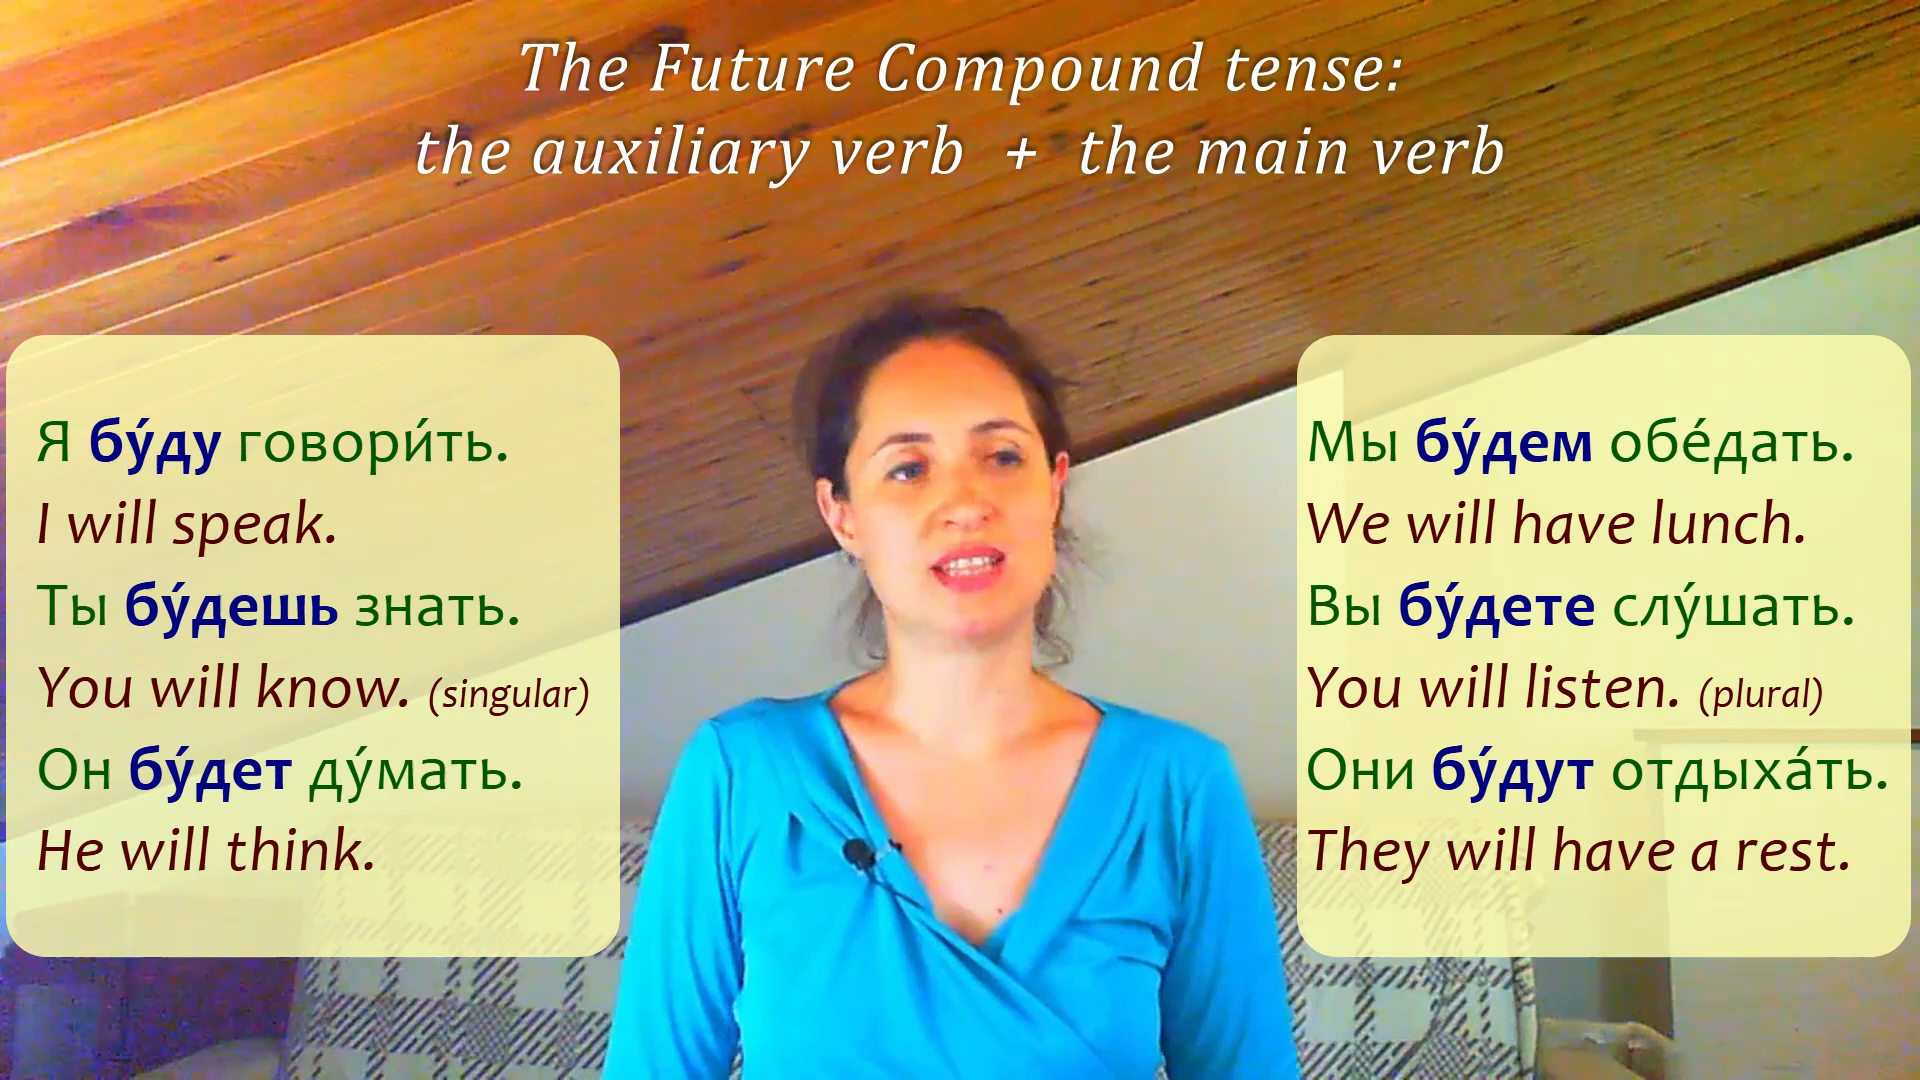 The Future Compound tense:
the auxiliary verb + the main verb
Я бу́ду говори́ть.
I will speak.
Ты бу́дешь знать.
You will know. (singular)
Он бу́дет ду́мать.
He will think.
Мы бу́дем обе́дать.
We will have lunch.
Вы бу́дете слу́шать.
You will listen. (plural)
Они бу́дут отдыха́ть.
They will have a rest.